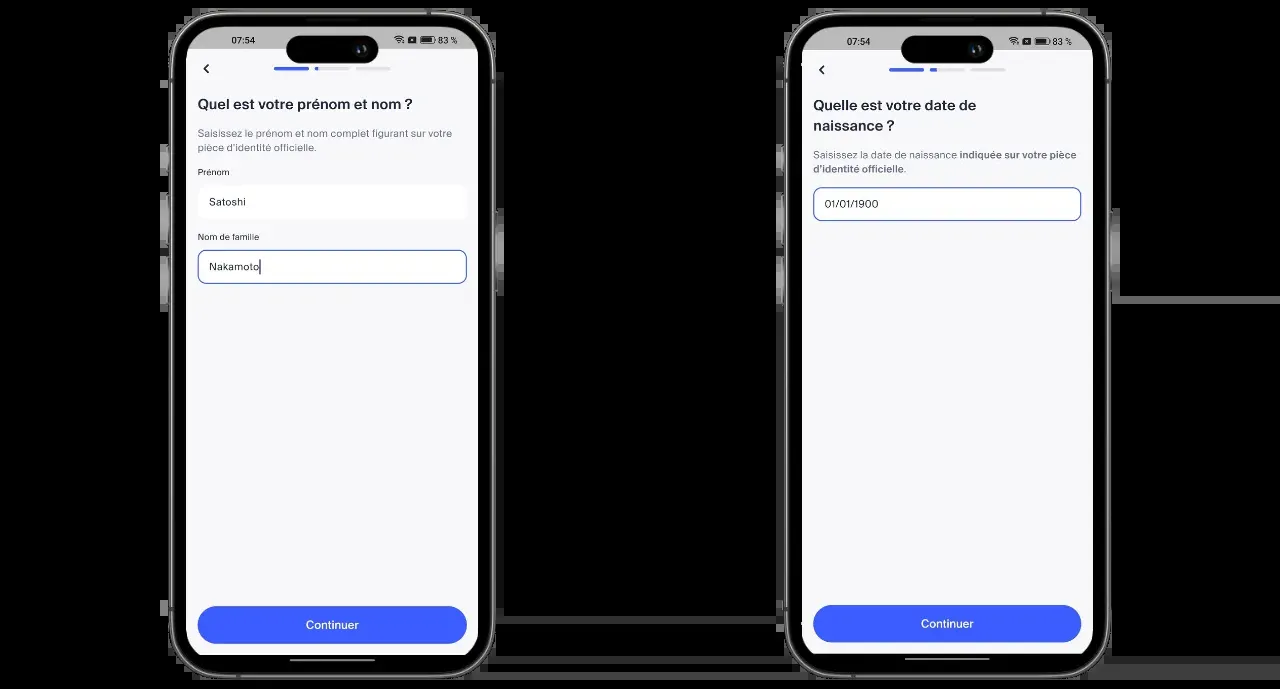 07:54
83 %
Quel est votre prénom et nom ?
Saisissez le prénom et nom complet figurant sur votre
pièce d'identité officielle.
Prénom
Satoshi
Nom de famille
Nakamoto
Continuer
07:54
83 %
Quelle est votre date de
naissance ?
Saisissez la date de naissance indiquée sur votre pièce
d'identité officielle.
01/01/1900
Continuer